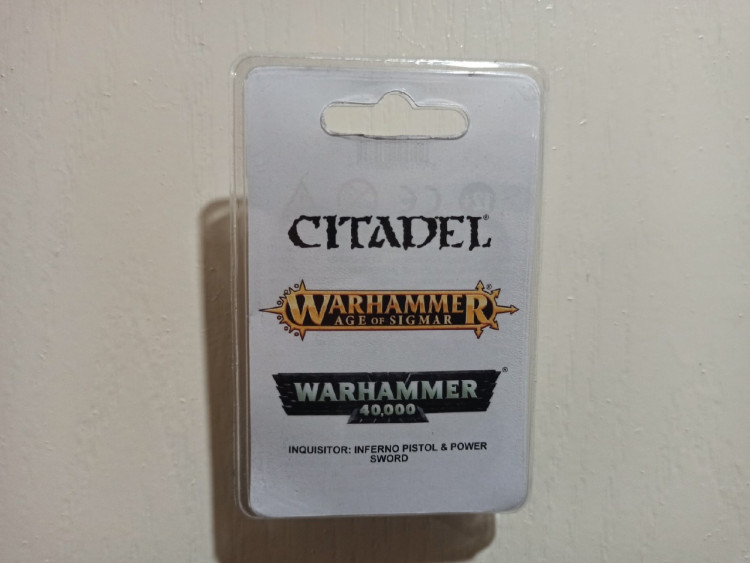 CITADEL®
WARHAMMER®
AGE OF SIGMAR
WARHAMMER®
40,000
INQUISITOR: INFERNO PISTOL & POWER
SWORD